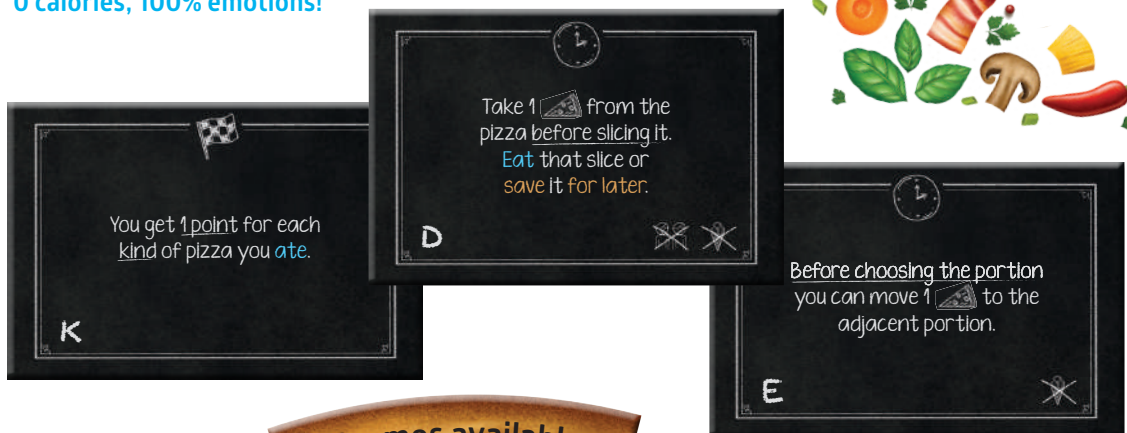 0 calories, 100% emotions!
You get 1 point for each
kind of pizza you ate.
K
Take 1 from the
pizza before slicing it.
Eat that slice or
save it for later.
D
Before choosing the portion
you can move 1 to the
adjacent portion.
E